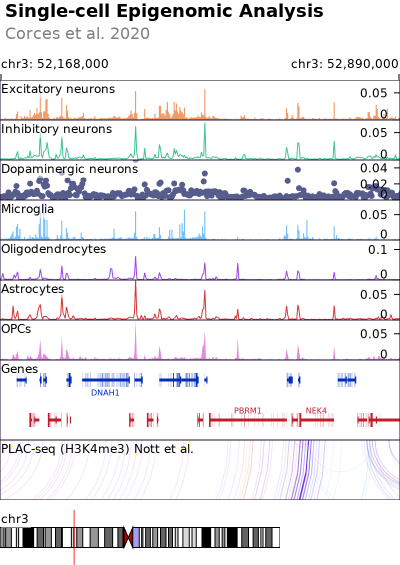 Single-cell Epigenomic Analysis
Corces et al. 2020
chr3: 52,168,000 chr3: 52,890,000
Excitatory neurons 0.05
0
Inhibitory neurons 0.05
0
Dopaminergic neurons 0.04
0.02
0
Microglia 0.05
0
Oligodendrocytes 0.1
0
Astrocytes 0.05
0
OPCs 0.05
0
Genes
DNAH1
PBRM1 NEK4
PLAC-seq (H3K4me3) Nott et al.
chr3